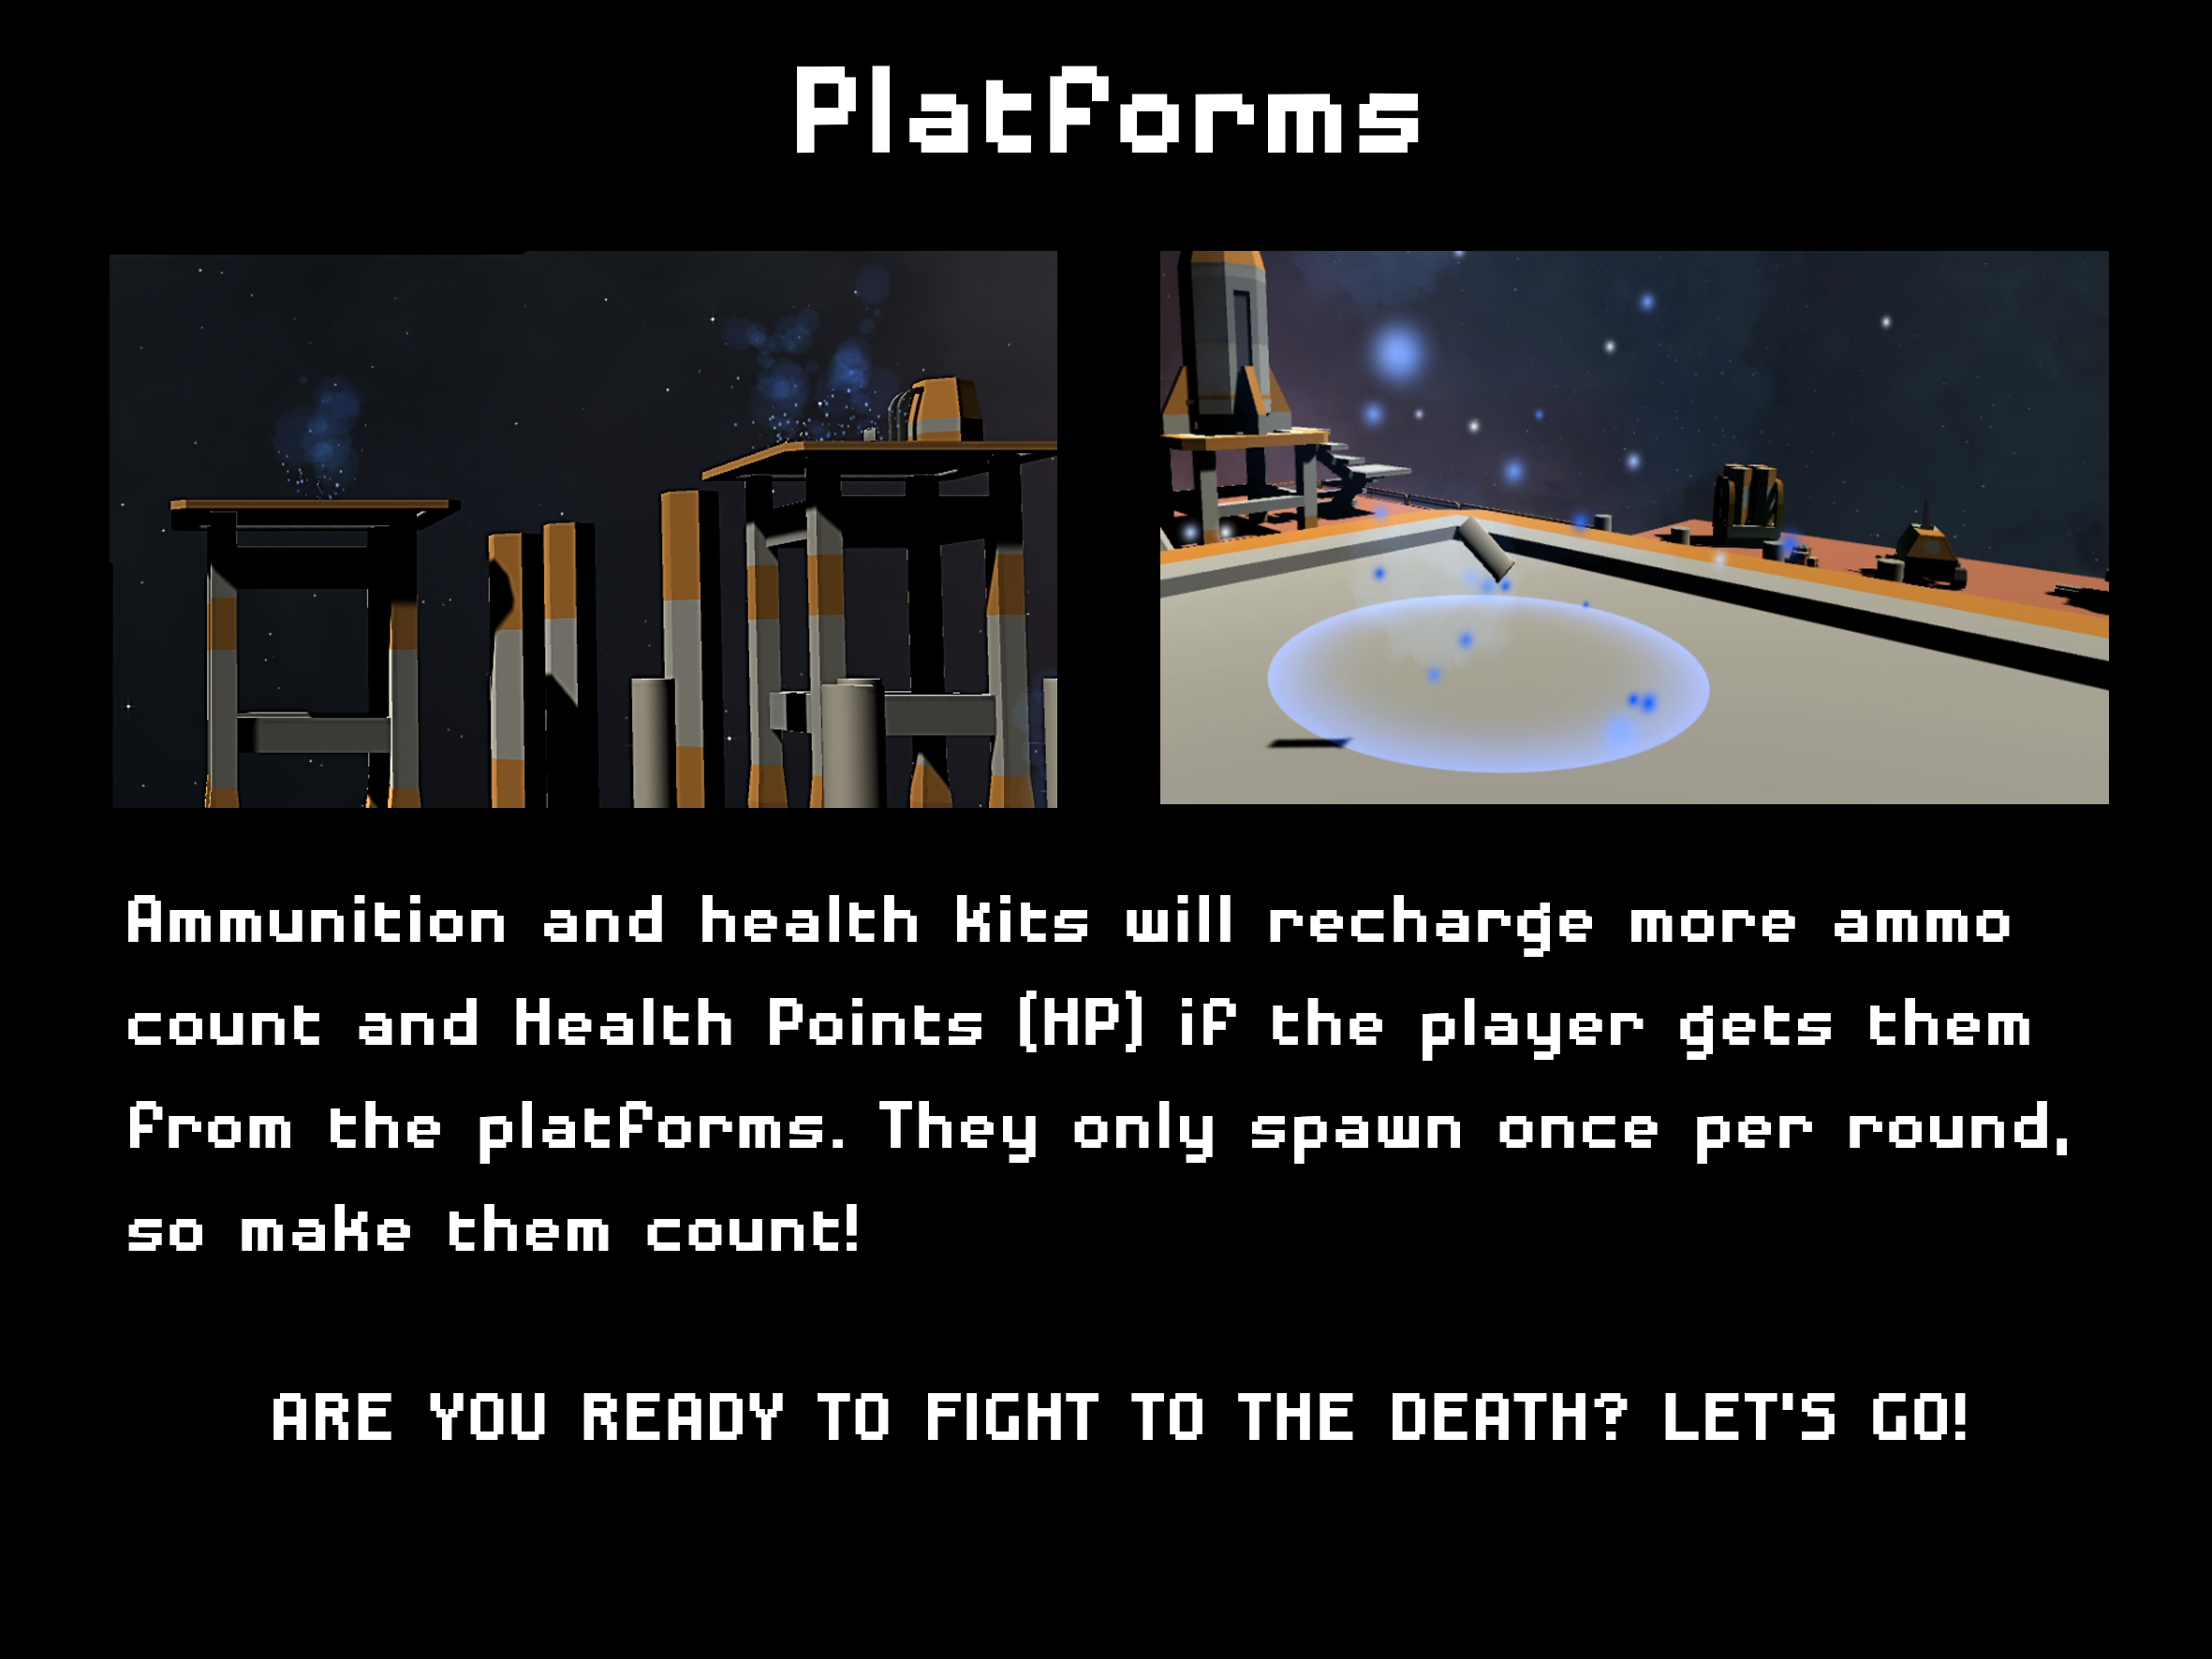 Platforms
Ammunition and health kits will recharge more ammo
count and Health Points (HP) if the player gets them
from the platforms. They only spawn once per round,
so make them count!
ARE YOU READY TO FIGHT TO THE DEATH? LET'S GO!